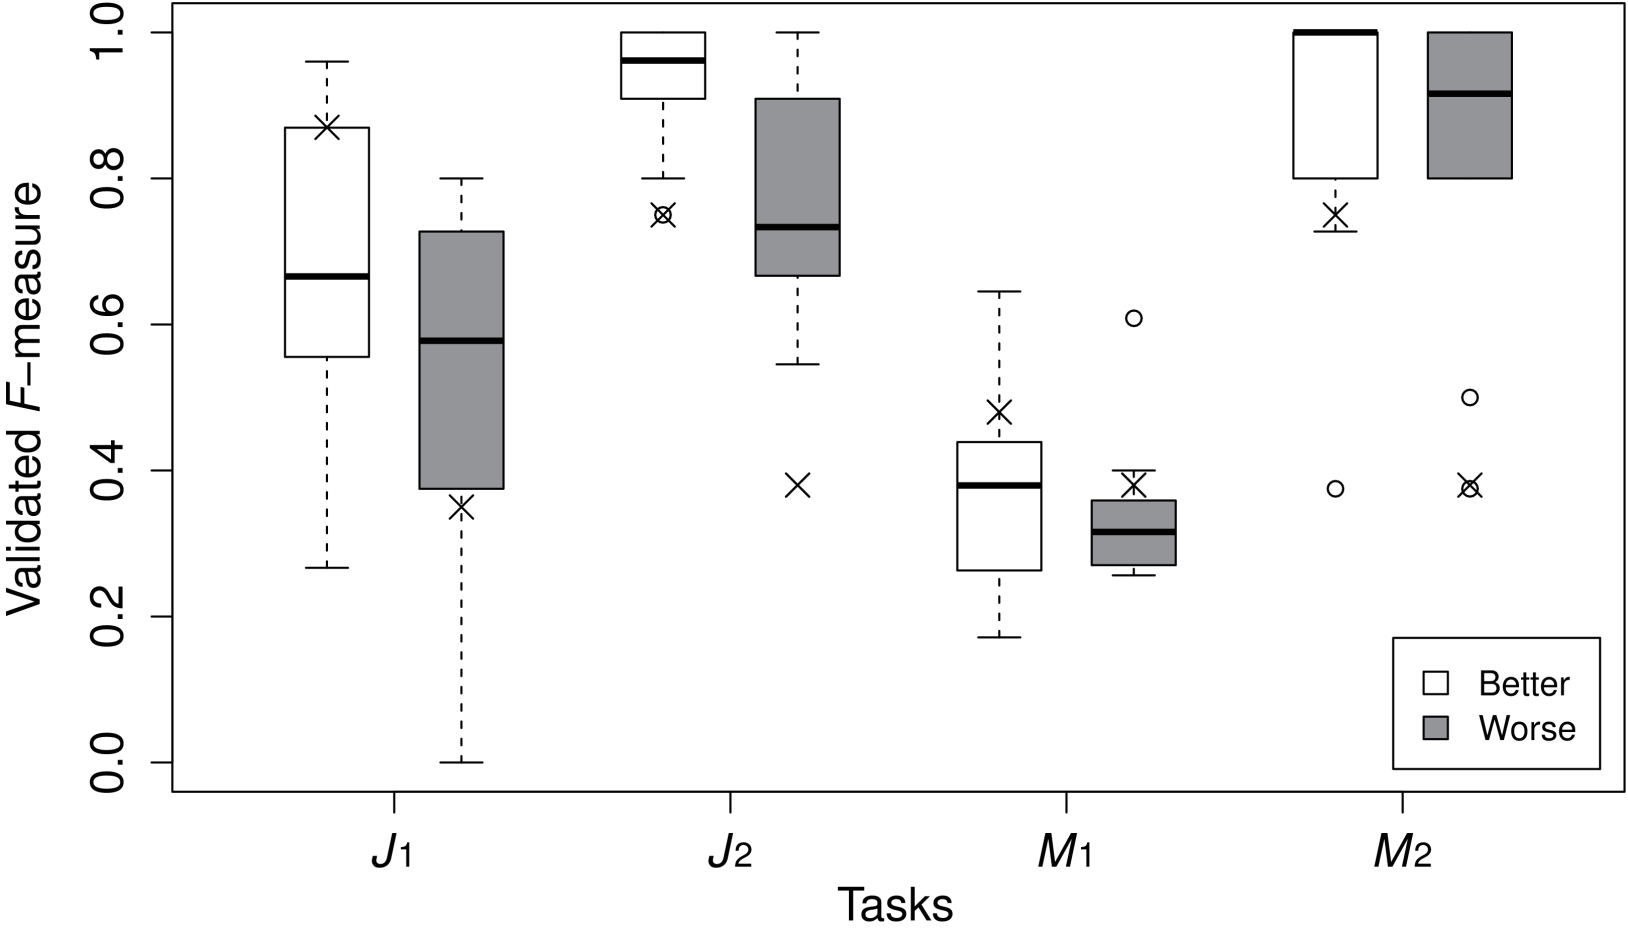 Validated F-measure
1.0
0.8
0.6
0.4
0.2
0.0
Better
Worse
J1 J2 M1 M2
Tasks